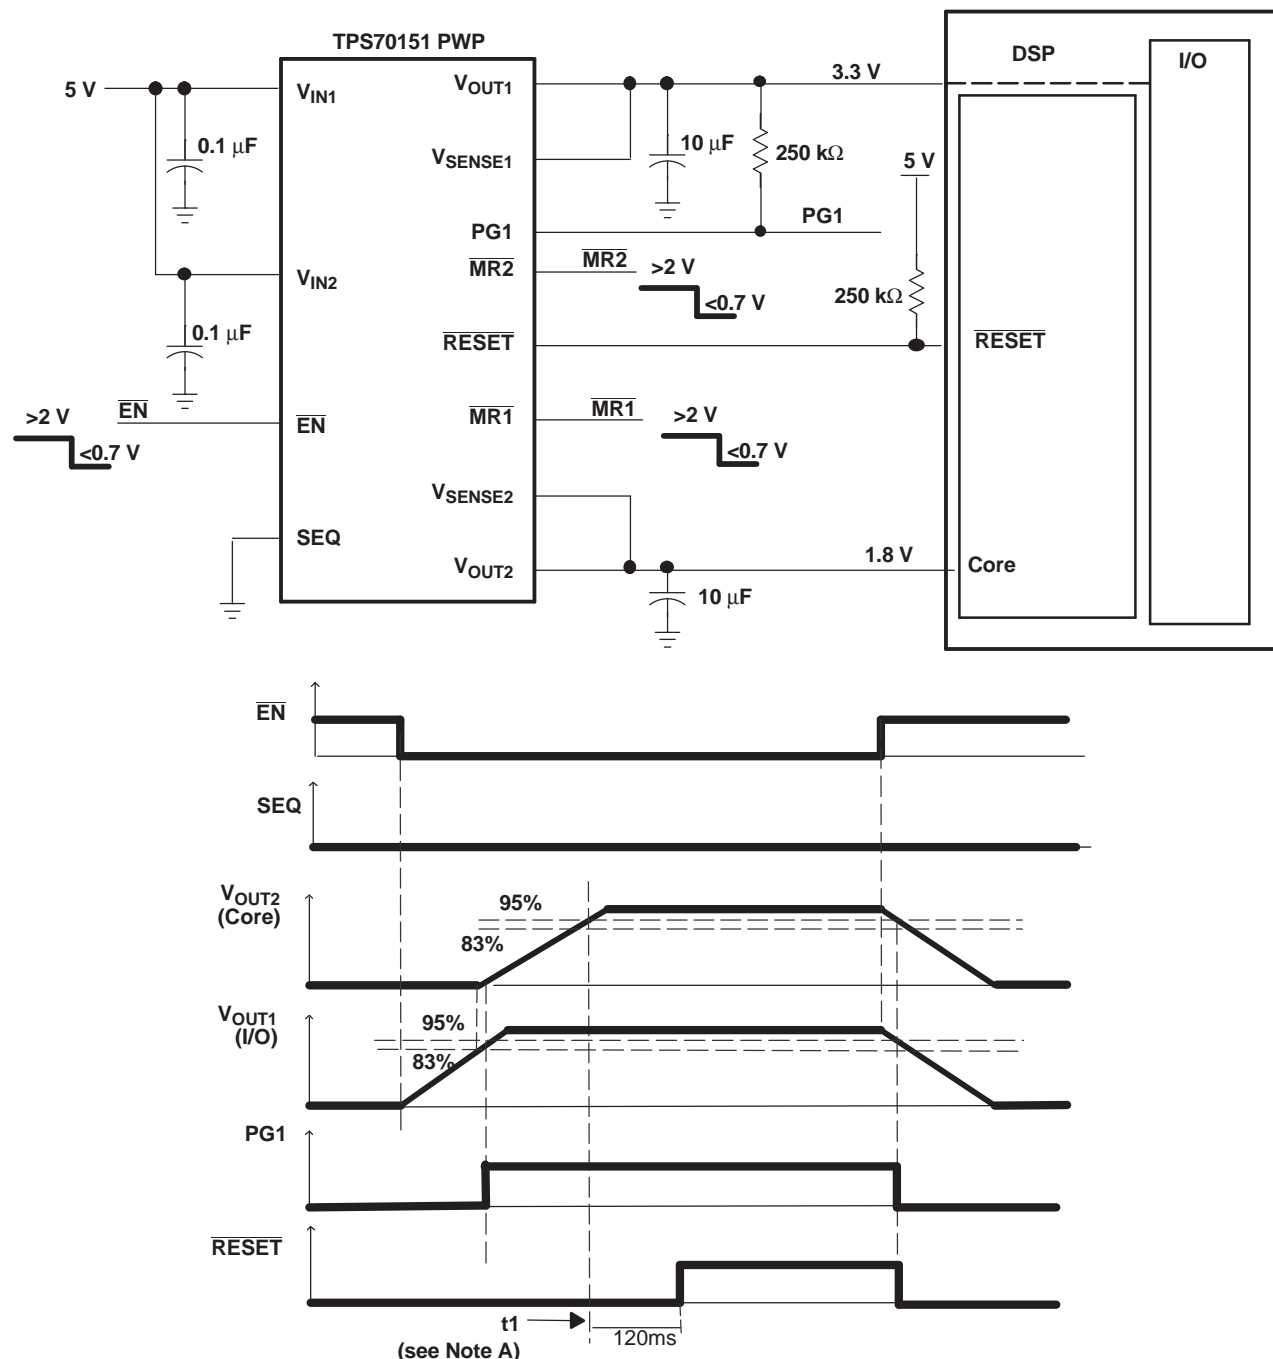 TPS70151 PWP
DSP
I/O
5 V
VIN1
VOUT1
3.3 V
0.1 μF
VSENSE1
10 μF
250 kΩ
5 V
PG1
PG1
VIN2
MR2
MR2
>2 V
<0.7 V
250 kΩ
0.1 μF
RESET
RESET
>2 V
<0.7 V
EN
EN
MR1
MR1
>2 V
<0.7 V
VSENSE2
SEQ
VOUT2
1.8 V
Core
10 μF
EN
SEQ
VOUT2
(Core)
95%
83%
VOUT1
(I/O)
95%
83%
PG1
RESET
t1
(see Note A)
120ms